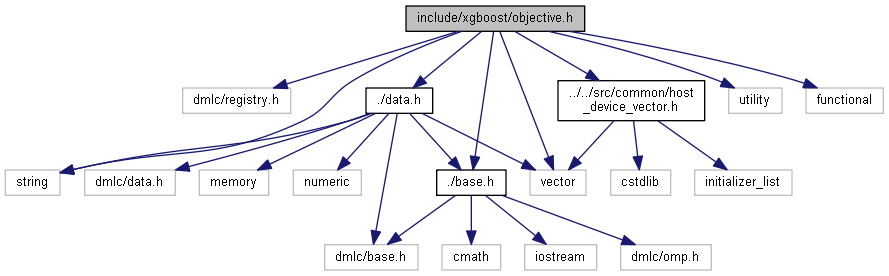 include/xgboost/objective.h
dmlc/registry.h
./data.h
../../src/common/host
_device_vector.h
utility
functional
string
dmlc/data.h
memory
numeric
./base.h
vector
cstdlib
initializer_list
dmlc/base.h
cmath
iostream
dmlc/omp.h